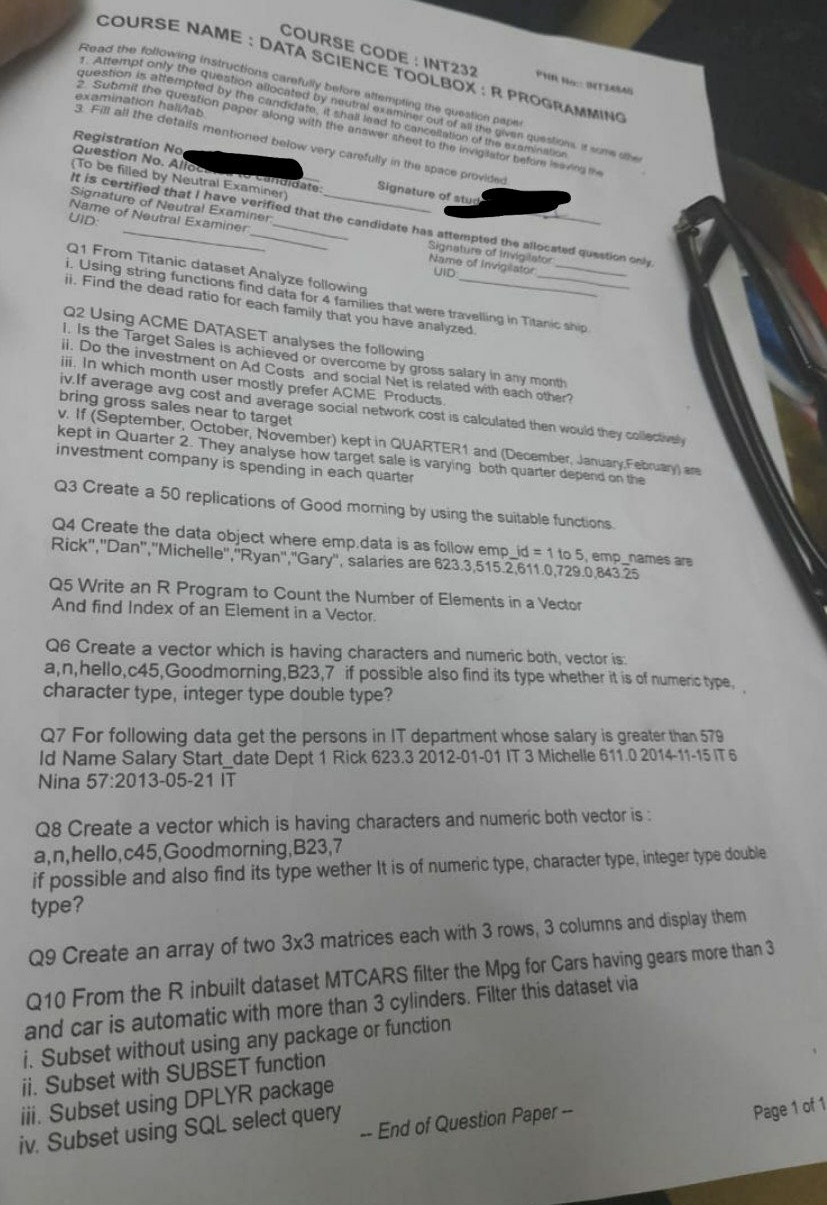 COURSE CODE : INT232
COURSE NAME : DATA SCIENCE TOOLBOX : R PROGRAMMING
PNR No:: INT24640
Read the following instructions carefully before attempting the question paper.
1. Attempt only the question allocated by neutral examiner out of all the given questions. If some other
question is attempted by the candidate, it shall lead to cancellation of the examination.
2. Submit the question paper along with the answer sheet to the invigilator before leaving the
examination hall/lab.
3. Fill all the details mentioned below very carefully in the space provided.
Registration No
Signature of
Question No. candidate:
(To be filled by Neutral Examiner)
It is certified that I have verified that the candidate has attempted the allocated question only.
Signature of Neutral Examiner:
Signature of Invigilator:
Name of Neutral Examiner:
Name of Invigilator:
UID:
UID:
Q1 From Titanic dataset Analyze following
i. Using string functions find data for 4 families that were travelling in Titanic ship.
ii. Find the dead ratio for each family that you have analyzed.
Q2 Using ACME DATASET analyses the following
I. Is the Target Sales is achieved or overcome by gross salary in any month
ii. Do the investment on Ad Costs and social Net is related with each other?
iii. In which month user mostly prefer ACME Products.
iv.If average avg cost and average social network cost is calculated then would they collectively
bring gross sales near to target
v. If (September, October, November) kept in QUARTER1 and (December, January,February) are
kept in Quarter 2. They analyse how target sale is varying both quarter depend on the
investment company is spending in each quarter
Q3 Create a 50 replications of Good morning by using the suitable functions.
Q4 Create the data object where emp.data is as follow emp_id = 1 to 5, emp_names are
Rick","Dan","Michelle","Ryan","Gary", salaries are 623.3,515.2,611.0,729.0,843.25
Q5 Write an R Program to Count the Number of Elements in a Vector
And find Index of an Element in a Vector.
Q6 Create a vector which is having characters and numeric both, vector is:
a,n,hello,c45,Goodmorning,B23,7 if possible also find its type whether it is of numeric type,
character type, integer type double type?
Q7 For following data get the persons in IT department whose salary is greater than 579
Id Name Salary Start_date Dept 1 Rick 623.3 2012-01-01 IT 3 Michelle 611.0 2014-11-15 IT 6
Nina 57:2013-05-21 IT
Q8 Create a vector which is having characters and numeric both vector is :
a,n,hello,c45,Goodmorning,B23,7
if possible and also find its type wether It is of numeric type, character type, integer type double
type?
Q9 Create an array of two 3x3 matrices each with 3 rows, 3 columns and display them
Q10 From the R inbuilt dataset MTCARS filter the Mpg for Cars having gears more than 3
and car is automatic with more than 3 cylinders. Filter this dataset via
i. Subset without using any package or function
ii. Subset with SUBSET function
iii. Subset using DPLYR package
iv. Subset using SQL select query
-- End of Question Paper --
Page 1 of 1